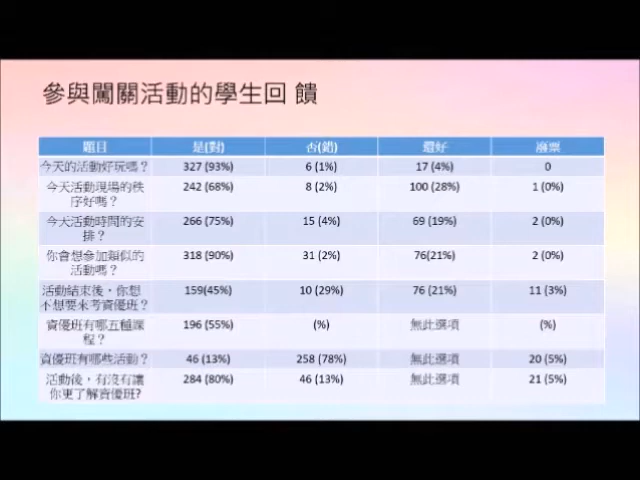 參與闖關活動的學生回 饋
題目 是(對) 否(錯) 還好 廢票
今天的活動好玩嗎？ 327 (93%) 6 (1%) 17 (4%) 0
今天活動現場的秩 242 (68%) 8 (2%) 100 (28%) 1 (0%)
序好嗎？
今天活動時間的安 266 (75%) 15 (4%) 69 (19%) 2 (0%)
排？
你會想參加類似的 318 (90%) 31 (2%) 76(21%) 2 (0%)
活動嗎？
活動結束後，你想 159(45%) 10 (29%) 76 (21%) 11 (3%)
不想要來考資優班？
資優班有哪五種課 196 (55%) (%) 無此選項 (%)
程？
資優班有哪些活動？ 46 (13%) 258 (78%) 無此選項 20 (5%)
活動後，有沒有讓 284 (80%) 46 (13%) 無此選項 21 (5%)
你更了解資優班?